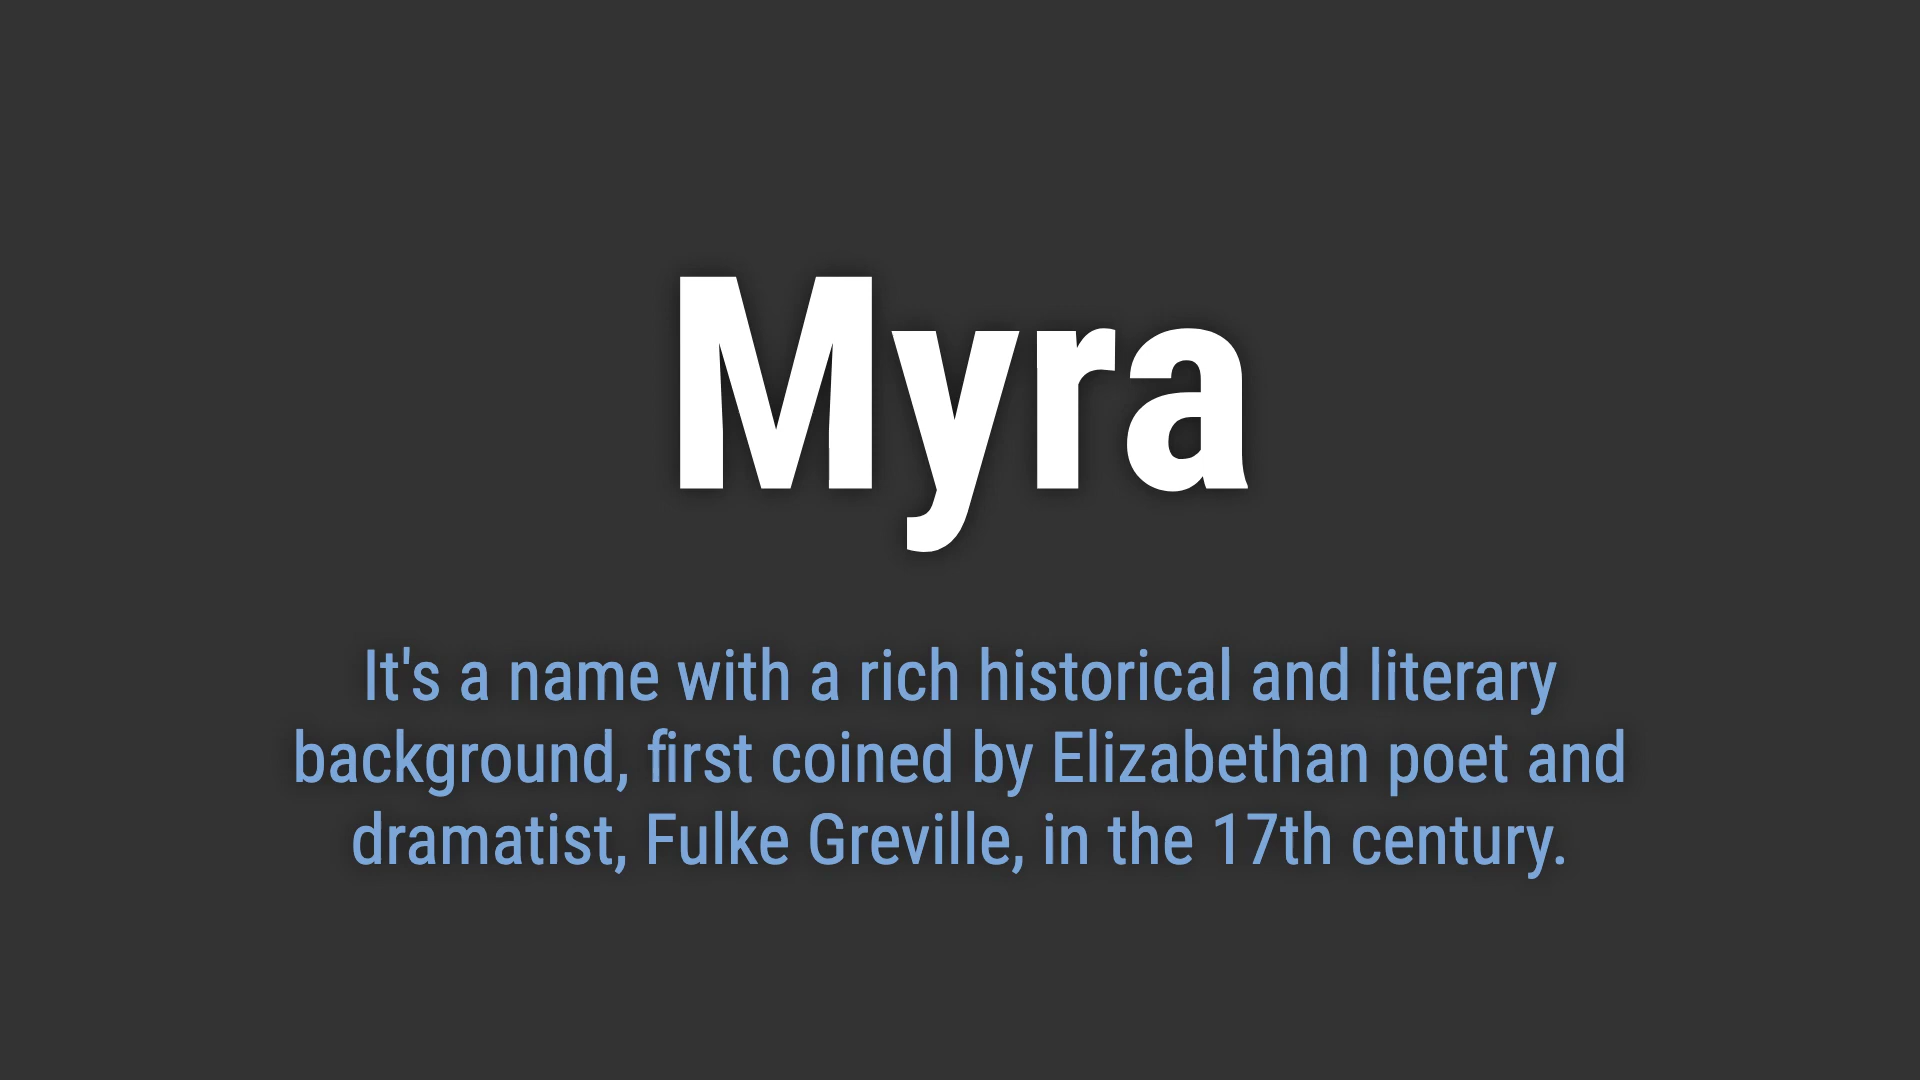 Myra
It's a name with a rich historical and literary
background, first coined by Elizabethan poet and
dramatist, Fulke Greville, in the 17th century.